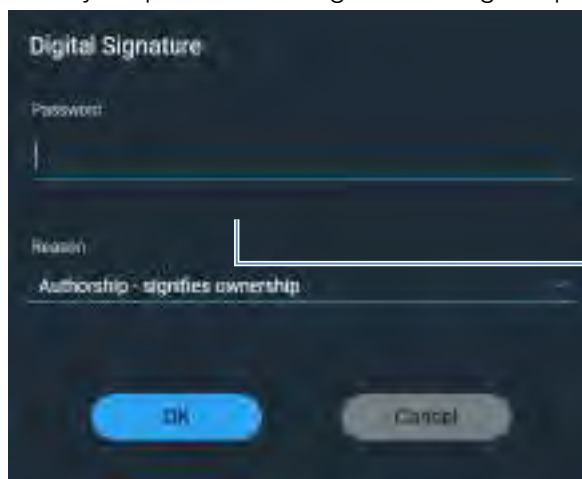 Digital Signature
Password
Reason
Authorship - signifies ownership
OK
Cancel